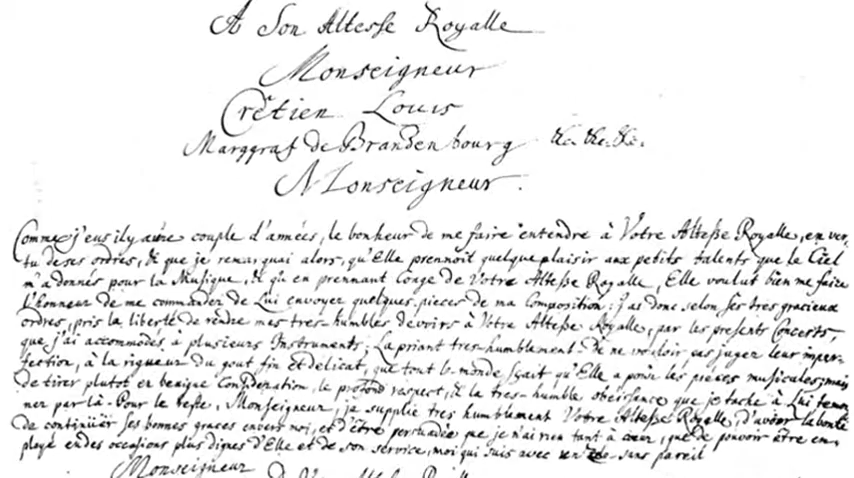 A Son Altesse Royalle
Monseigneur
Crétien Louis
Marggraf de Brandenbourg &c. &c. &c.
Monseigneur.
Comme j'eus il y a une couple d'années, le bonheur de me faire entendre à Votre Alteße Royalle, en ver-
tu de ses ordres, & que je remarquai alors, qu'Elle prennoit quelque plaisir aux petits talents que le Ciel
m'a donnés pour la Musique, & qu'en prennant Conge de Votre Alteße Royalle, Elle voulut bien me faire
l'honneur de me commander de Lui envoyer quelques pieces de ma Composition: j'ai donc selon ses tres gracieux
ordres, pris la liberté de rendre mes tres-humbles devoirs à Votre Alteße Royalle, par les presents Concerts,
que j'ai accommodés à plusieurs Instruments; La priant tres-humblement de ne vouloir pas juger leur imper-
fection, à la rigueur du gout fin et delicat, que tout le monde sçait qu'Elle a pour les pieces musicales; mais
de tirer plutot en benigne Consideration, le profond respect, & la tres-humble obeissance que je tache à Lui temoi-
ner par là. Pour le reste, Monseigneur, je supplie tres humblement Votre Alteße Royalle, d'avoir la bonté
de continüer ses bonnes graces envers moi, et d'être persuadèe que je n'ai rien tant à cœur, que de pouvoir être em-
ployé en des occasions plus dignes d'Elle et de son service, moi qui suis avec un zele sans pareil
Monseigneur
De Votre Alteße Royalle